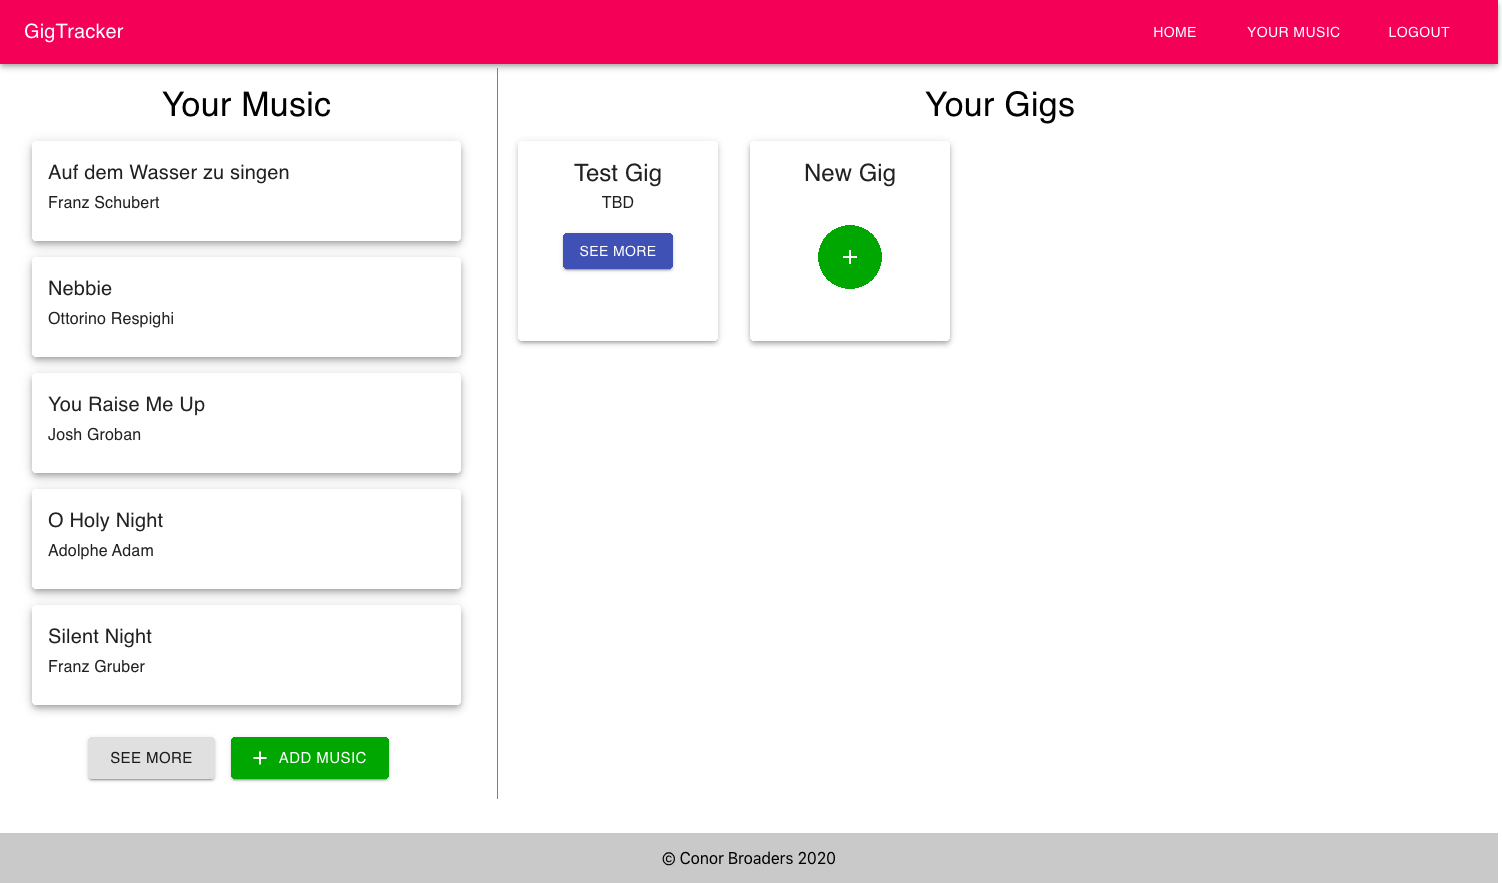 GigTracker
HOME
YOUR MUSIC
LOGOUT
Your Music
Auf dem Wasser zu singen
Franz Schubert
Nebbie
Ottorino Respighi
You Raise Me Up
Josh Groban
O Holy Night
Adolphe Adam
Silent Night
Franz Gruber
SEE MORE
+ ADD MUSIC
Your Gigs
Test Gig
TBD
SEE MORE
New Gig
+
© Conor Broaders 2020